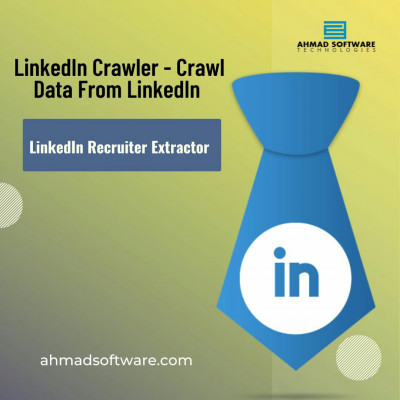 AHMAD SOFTWARE
TECHNOLOGIES
LinkedIn Crawler - Crawl
Data From LinkedIn
LinkedIn Recruiter Extractor
in
ahmadsoftware.com